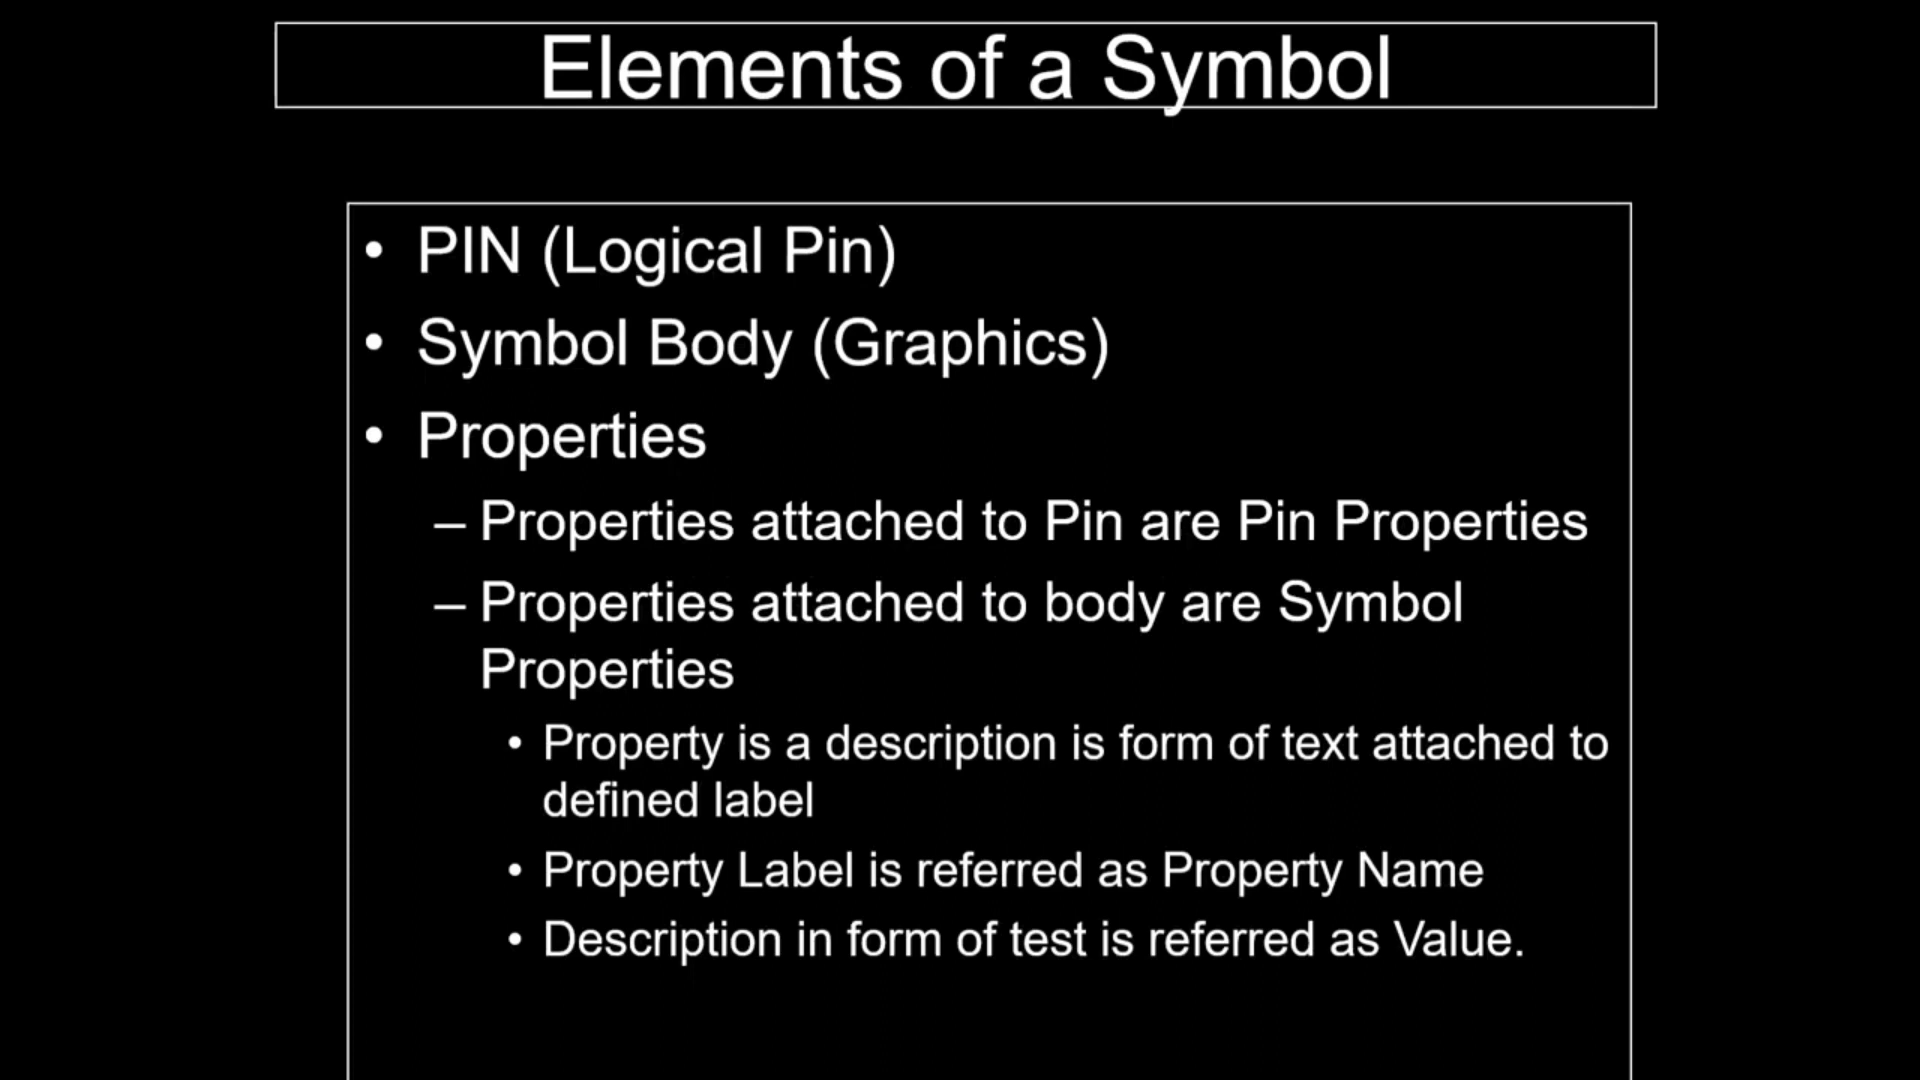 Elements of a Symbol
• PIN (Logical Pin)
• Symbol Body (Graphics)
• Properties
– Properties attached to Pin are Pin Properties
– Properties attached to body are Symbol
Properties
• Property is a description is form of text attached to
defined label
• Property Label is referred as Property Name
• Description in form of test is referred as Value.